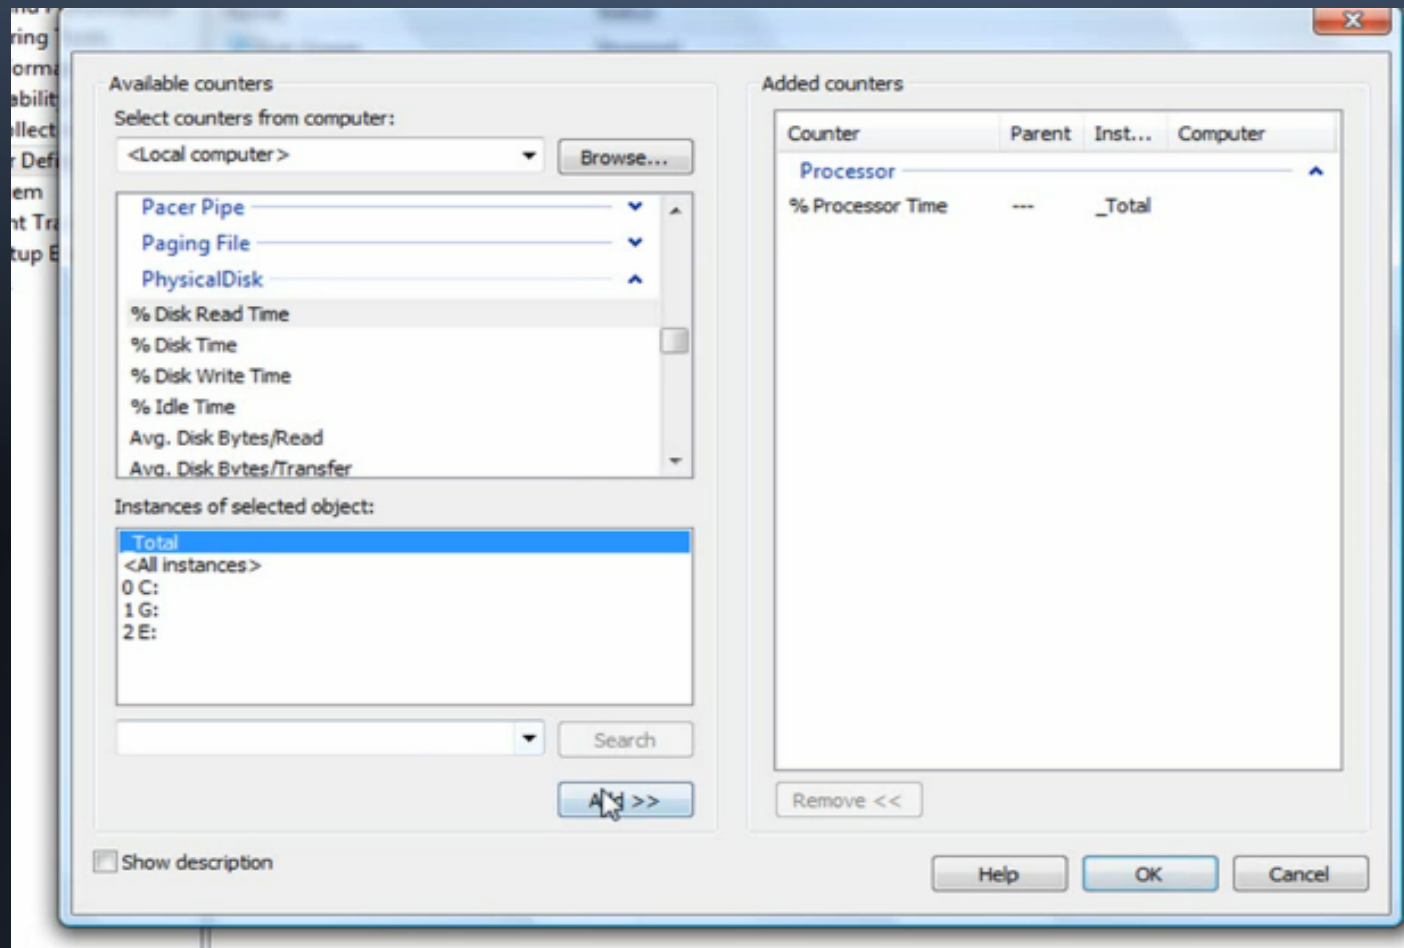 ring
Available counters
Select counters from computer:
<Local computer>
Browse...
Pacer Pipe
Paging File
PhysicalDisk
% Disk Read Time
% Disk Time
% Disk Write Time
% Idle Time
Avg. Disk Bytes/Read
Avg. Disk Bytes/Transfer
Instances of selected object:
_Total
<All instances>
0 C:
1 G:
2 E:
Search
Add >>
Show description
Added counters
Counter Parent Inst... Computer
Processor
% Processor Time --- _Total
Remove <<
Help OK Cancel